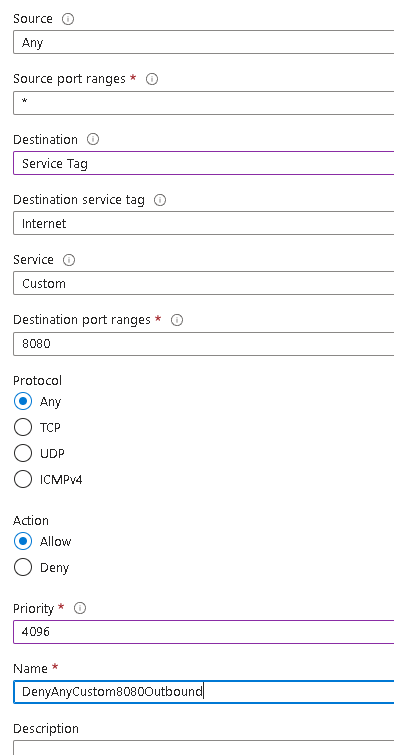 Source
Any
Source port ranges *
*
Destination
Service Tag
Destination service tag
Internet
Service
Custom
Destination port ranges *
8080
Protocol
Any
TCP
UDP
ICMPv4
Action
Allow
Deny
Priority *
4096
Name *
DenyAnyCustom8080Outbound
Description